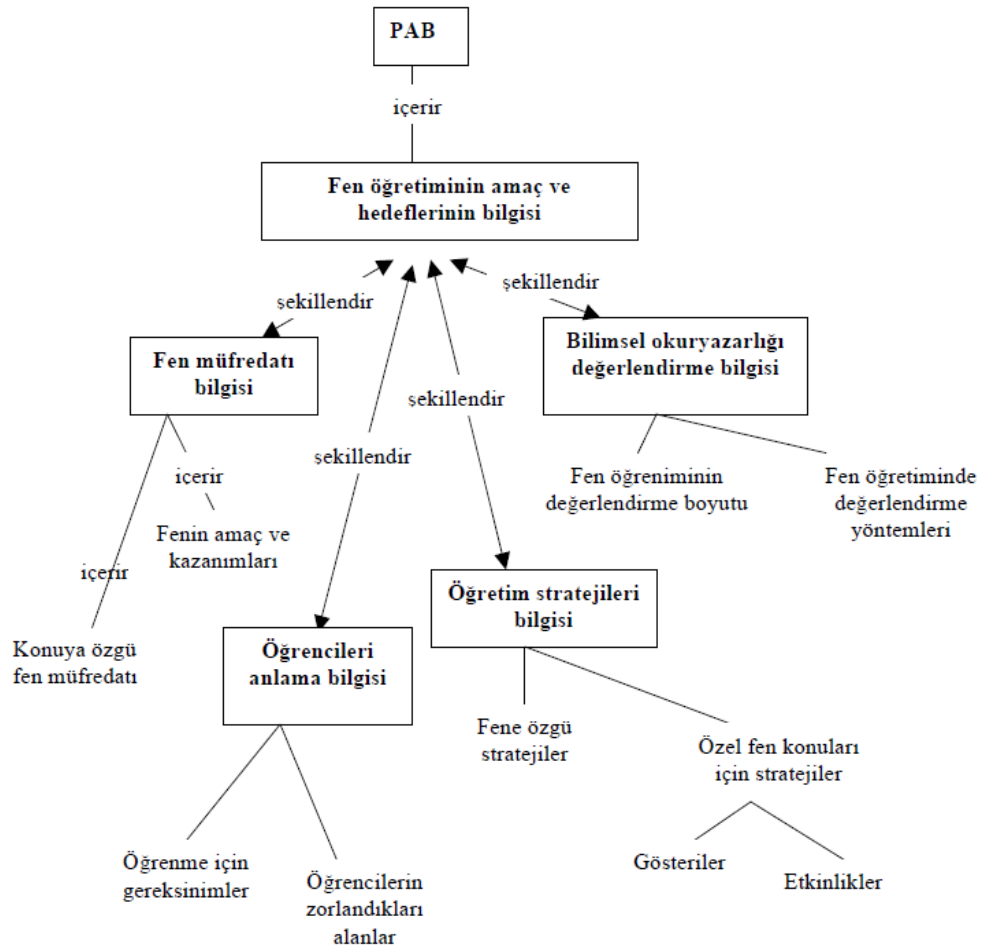 PAB
içerir
Fen öğretiminin amaç ve
hedeflerinin bilgisi
şekillendir
şekillendir
Fen müfredatı
bilgisi
Bilimsel okuryazarlığı
değerlendirme bilgisi
şekillendir
şekillendir
içerir
Fenin amaç ve
kazanımları
Fen öğreniminin
değerlendirme boyutu
Fen öğretiminde
değerlendirme
yöntemleri
içerir
Konuya özgü
fen müfredatı
Öğrencileri
anlama bilgisi
Öğretim stratejileri
bilgisi
Fene özgü
stratejiler
Özel fen konuları
için stratejiler
Öğrenme için
gereksinimler
Öğrencilerin
zorlandıkları
alanlar
Gösteriler
Etkinlikler